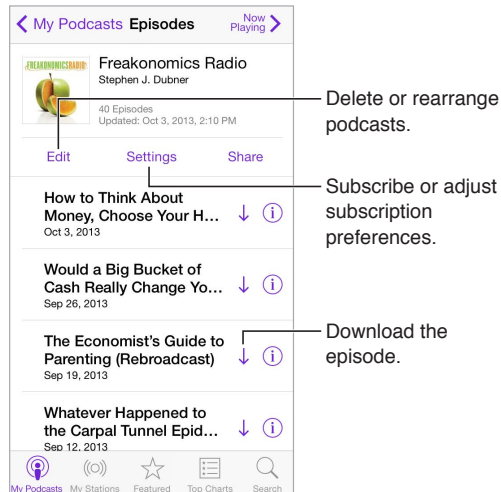 My Podcasts Episodes Now Playing
FREAKONOMICS RADIO
Freakonomics Radio
Stephen J. Dubner
40 Episodes
Updated: Oct 3, 2013, 2:10 PM
Delete or rearrange
podcasts.
Edit Settings Share
Subscribe or adjust
subscription
preferences.
How to Think About
Money, Choose Your H...
Oct 3, 2013
Would a Big Bucket of
Cash Really Change Yo...
Sep 26, 2013
The Economist's Guide to
Parenting (Rebroadcast)
Sep 19, 2013
Download the
episode.
Whatever Happened to
the Carpal Tunnel Epid...
Sep 12, 2013
My Podcasts My Stations Featured Top Charts Search